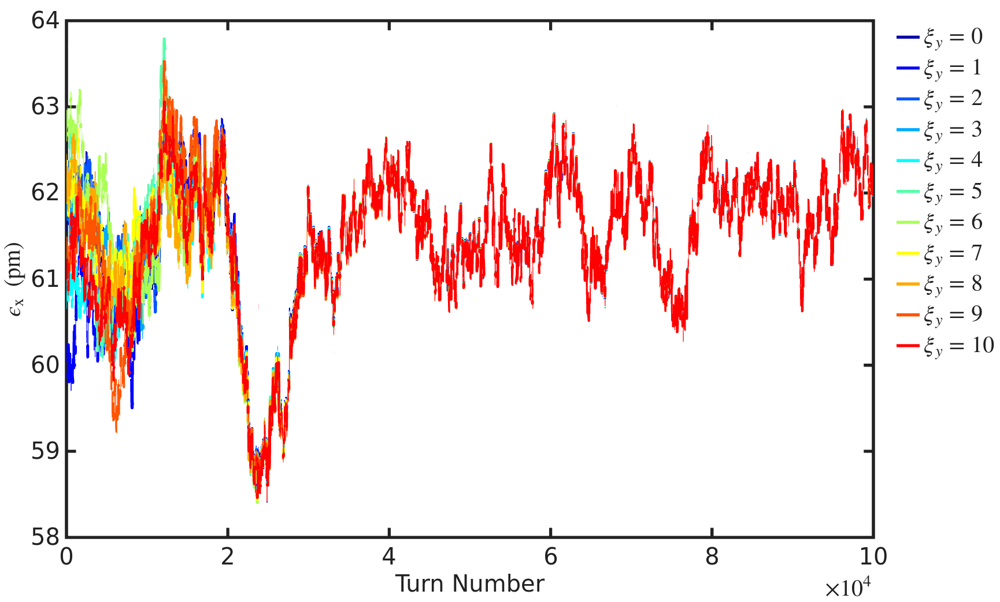 64
63
62
61
60
59
58
ϵx (pm)
0 2 4 6 8 10
Turn Number
×10⁴
ξy = 0
ξy = 1
ξy = 2
ξy = 3
ξy = 4
ξy = 5
ξy = 6
ξy = 7
ξy = 8
ξy = 9
ξy = 10